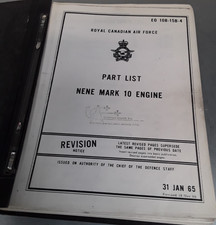 EO 10B-15B-4
ROYAL CANADIAN AIR FORCE
PART LIST
NENE MARK 10 ENGINE
REVISION
NOTICE
LATEST REVISED PAGES SUPERSEDE
THE SAME PAGES OF PREVIOUS DATE
ISSUED ON AUTHORITY OF THE CHIEF OF THE DEFENCE STAFF
31 JAN 65